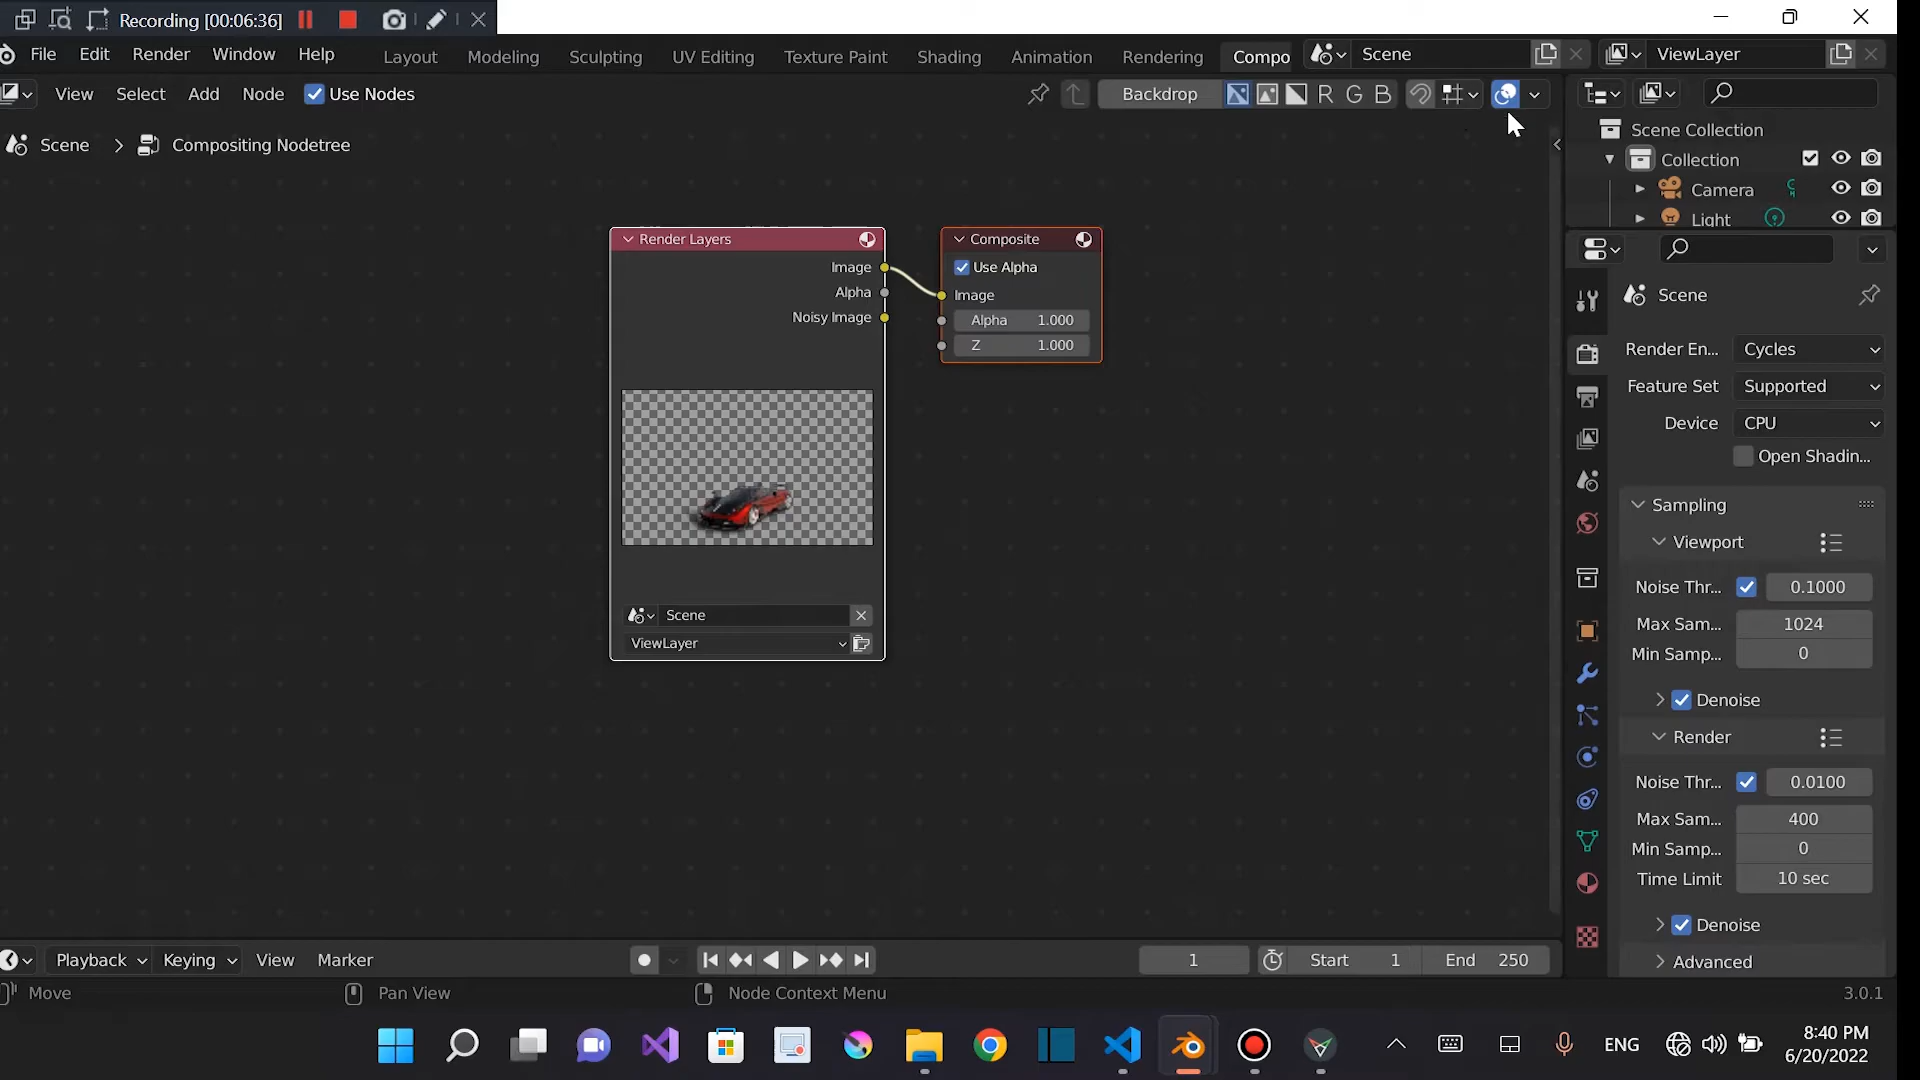 Recording [00:06:36]
File Edit Render Window Help Layout Modeling Sculpting UV Editing Texture Paint Shading Animation Rendering Compo Scene ViewLayer
View Select Add Node Use Nodes Backdrop R G B
Scene > Compositing Nodetree
Scene Collection
Collection
Camera
Light
Render Layers
Image
Alpha
Noisy Image
Scene
ViewLayer
Composite
Use Alpha
Image
Alpha 1.000
Z 1.000
Scene
Render En... Cycles
Feature Set Supported
Device CPU
Open Shadin...
Sampling
Viewport
Noise Thr... 0.1000
Max Sam... 1024
Min Samp... 0
Denoise
Render
Noise Thr... 0.0100
Max Sam... 400
Min Samp... 0
Time Limit 10 sec
Denoise
Advanced
Playback Keying View Marker 1 Start 1 End 250
Move Pan View Node Context Menu 3.0.1
ENG 8:40 PM
6/20/2022